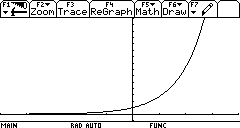 F1 F2 Zoom F3 Trace F4 ReGraph F5 Math F6 Draw F7
MAIN RAD AUTO FUNC